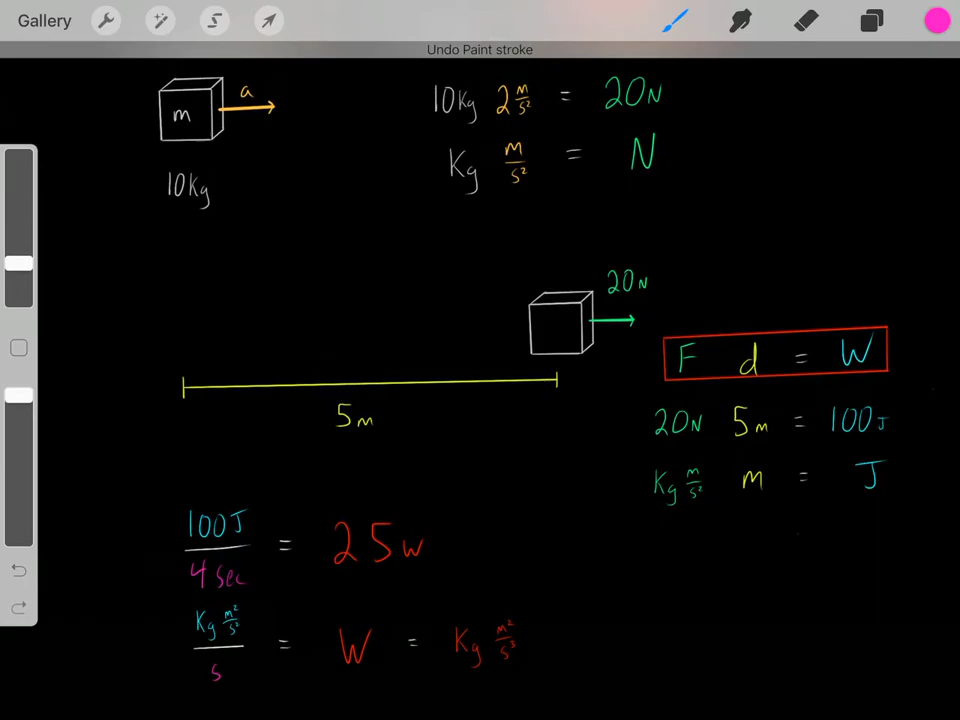 Gallery
Undo Paint stroke
a
m
10Kg
10Kg 2 m/s² = 20N
Kg m/s² = N
20N
5m
F d = W
20N 5m = 100J
Kg m/s² m = J
100J / 4 sec = 25w
Kg m²/s² / s = W = Kg m²/s³